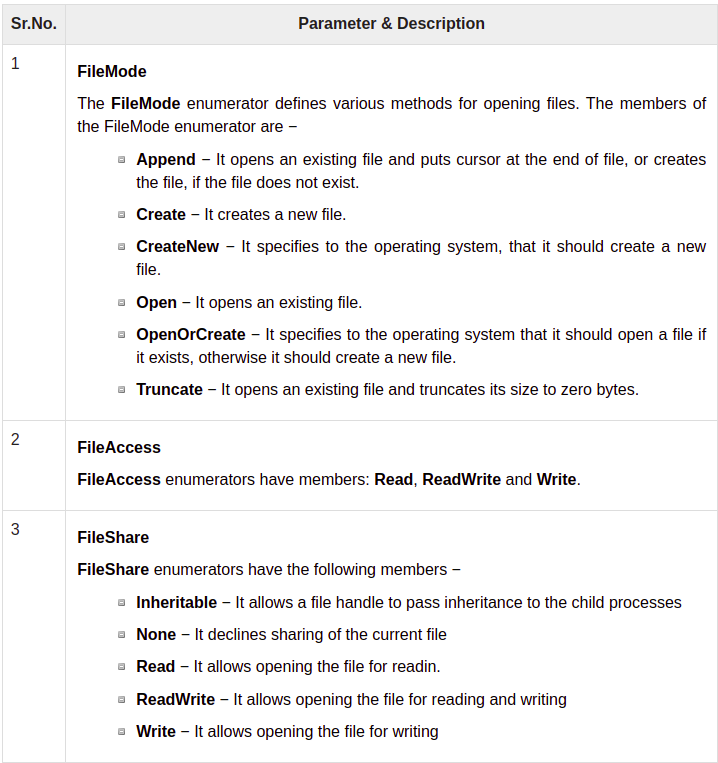 Sr.No. Parameter & Description
1
FileMode
The FileMode enumerator defines various methods for opening files. The members of
the FileMode enumerator are −
Append − It opens an existing file and puts cursor at the end of file, or creates
the file, if the file does not exist.
Create − It creates a new file.
CreateNew − It specifies to the operating system, that it should create a new
file.
Open − It opens an existing file.
OpenOrCreate − It specifies to the operating system that it should open a file if
it exists, otherwise it should create a new file.
Truncate − It opens an existing file and truncates its size to zero bytes.
2
FileAccess
FileAccess enumerators have members: Read, ReadWrite and Write.
3
FileShare
FileShare enumerators have the following members −
Inheritable − It allows a file handle to pass inheritance to the child processes
None − It declines sharing of the current file
Read − It allows opening the file for readin.
ReadWrite − It allows opening the file for reading and writing
Write − It allows opening the file for writing